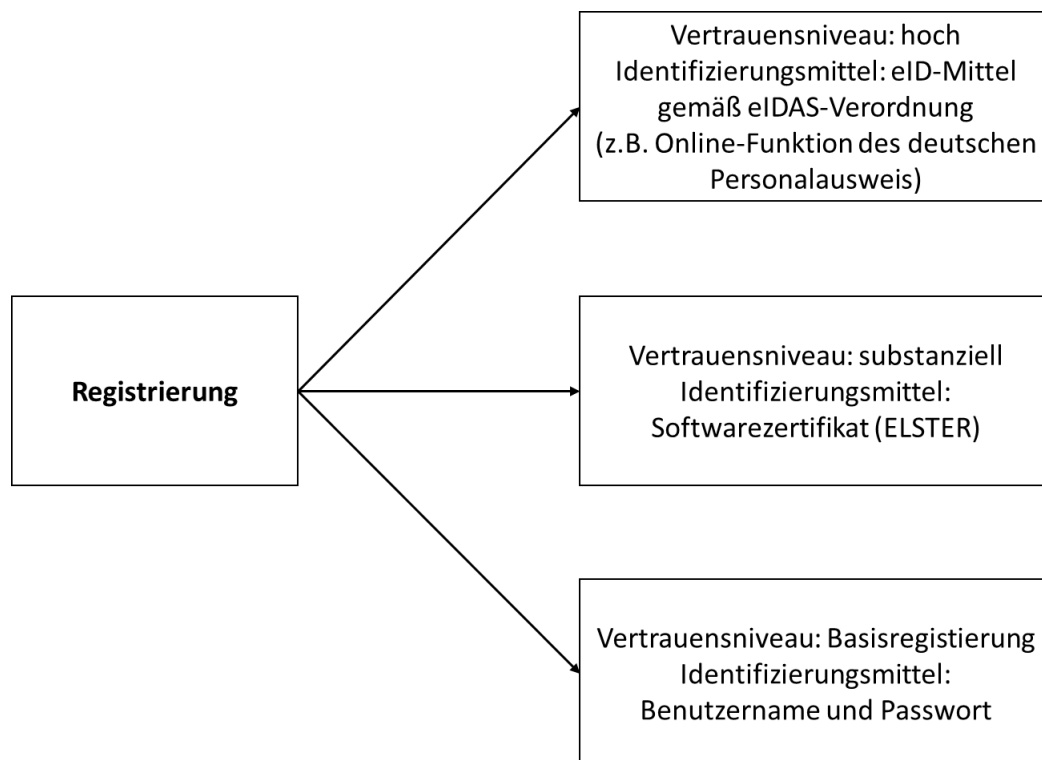 Vertrauensniveau: hoch
Identifizierungsmittel: eID-Mittel
gemäß eIDAS-Verordnung
(z.B. Online-Funktion des deutschen
Personalausweis)
Registrierung
Vertrauensniveau: substanziell
Identifizierungsmittel:
Softwarezertifikat (ELSTER)
Vertrauensniveau: Basisregistierung
Identifizierungsmittel:
Benutzername und Passwort